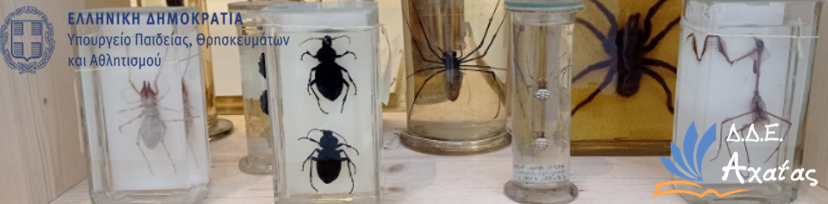 ΕΛΛΗΝΙΚΗ ΔΗΜΟΚΡΑΤΙΑ
Υπουργείο Παιδείας, Θρησκευμάτων
και Αθλητισμού
Δ.Δ.Ε.
Αχαΐας